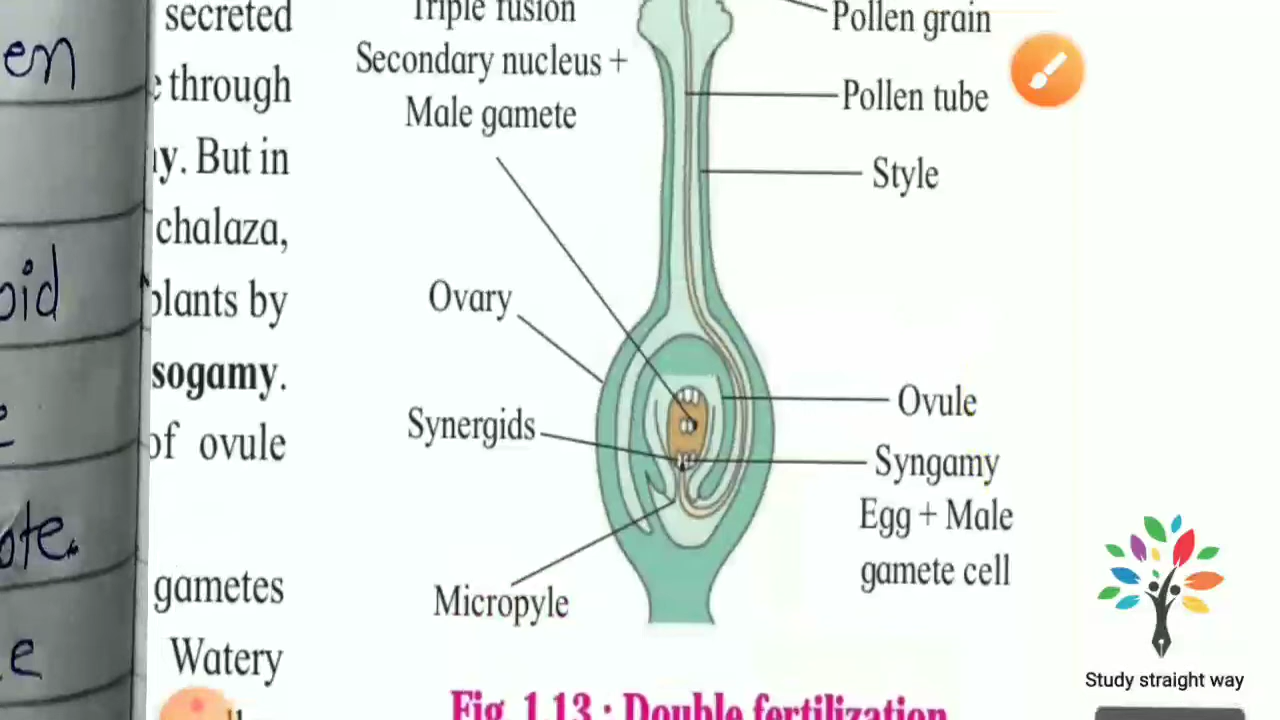 secreted
through
. But in
chalaza,
plants by
sogamy.
of ovule
gametes
Watery
en
oid
ote.
e
Triple fusion
Secondary nucleus +
Male gamete
Ovary
Synergids
Micropyle
Pollen grain
Pollen tube
Style
Ovule
Syngamy
Egg + Male
gamete cell
Fig. 1.13 : Double fertilization
Study straight way